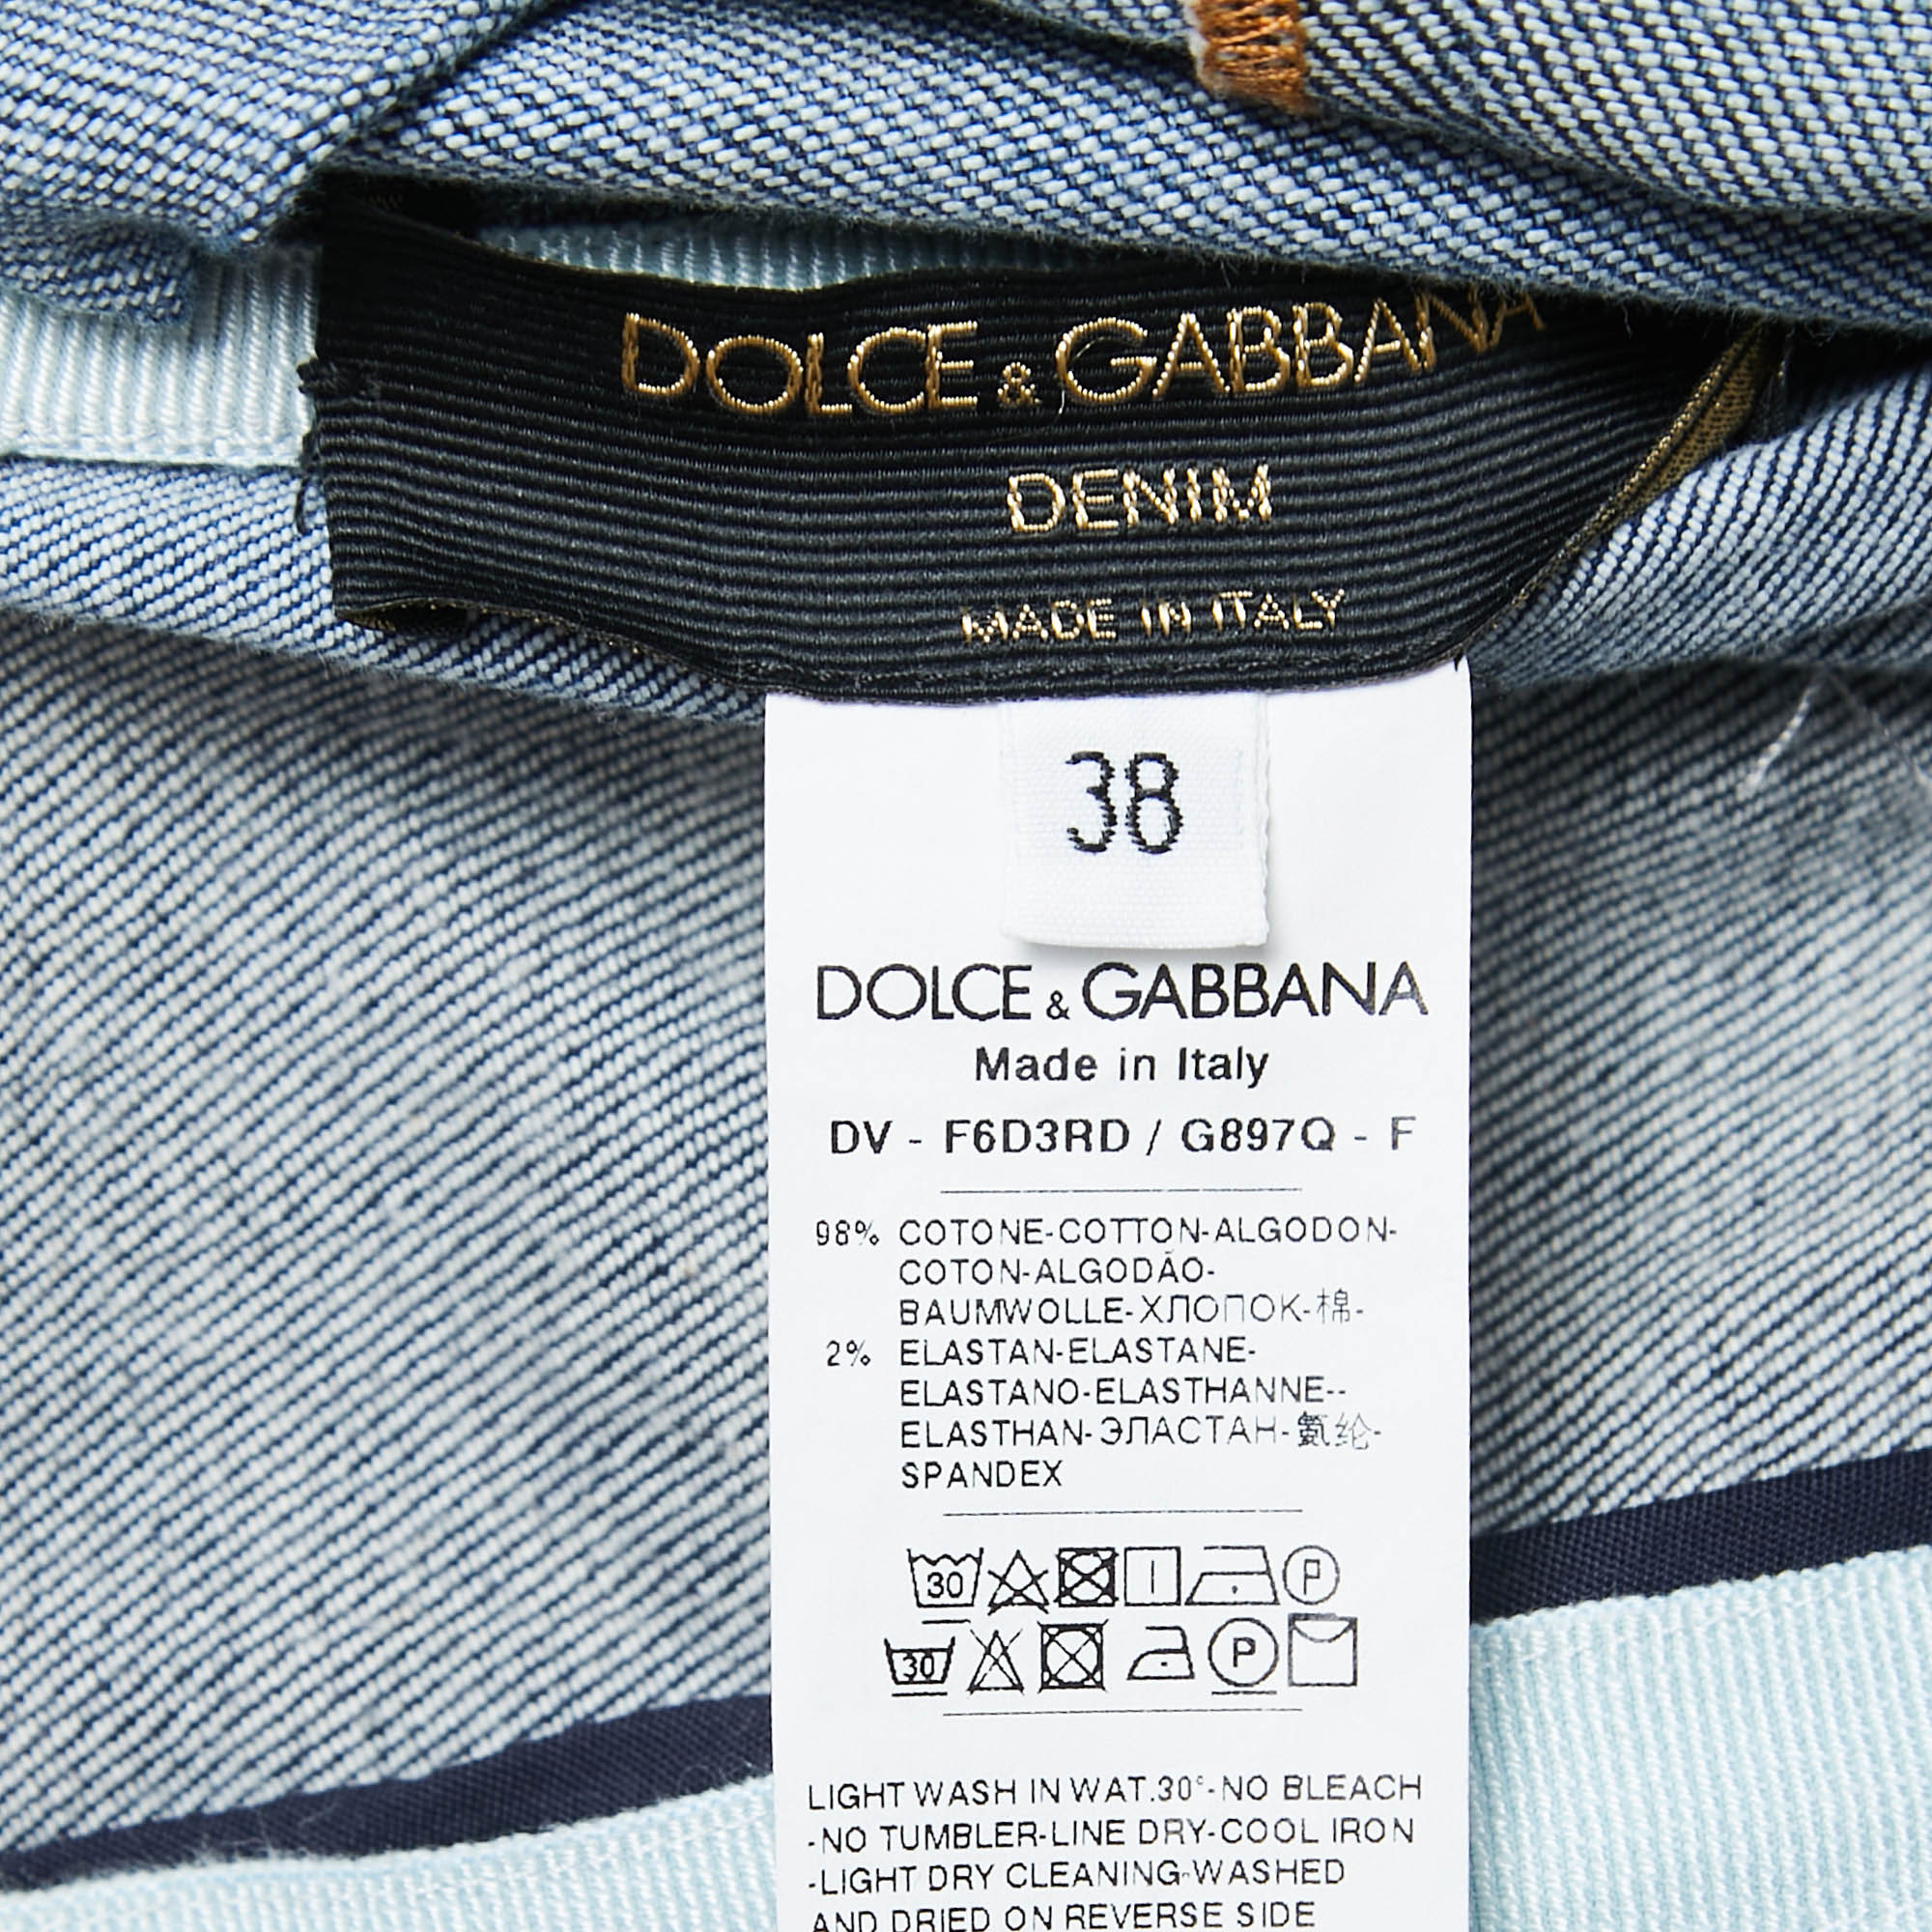 DOLCE & GABBANA
DENIM
MADE IN ITALY
38
DOLCE & GABBANA
Made in Italy
DV - F6D3RD / G897Q - F
98% COTONE-COTTON-ALGODON-
COTON-ALGODÃO-
BAUMWOLLE-ХЛОПОК-棉-
2% ELASTAN-ELASTANE-
ELASTANO-ELASTHANNE--
ELASTHAN-ЭЛАСТАН-氨纶-
SPANDEX
30 P
30 P
LIGHT WASH IN WAT.30°-NO BLEACH
-NO TUMBLER-LINE DRY-COOL IRON
-LIGHT DRY CLEANING-WASHED
AND DRIED ON REVERSE SIDE